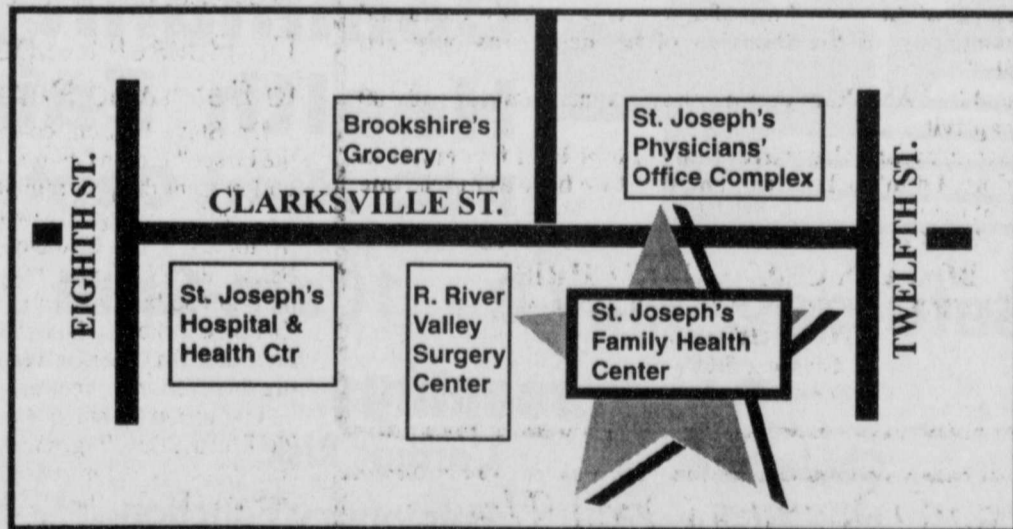 Brookshire's
Grocery
St. Joseph's
Physicians'
Office Complex
EIGHTH ST.
CLARKSVILLE ST.
TWELFTH ST.
St. Joseph's
Hospital &
Health Ctr
R. River
Valley
Surgery
Center
St. Joseph's
Family Health
Center